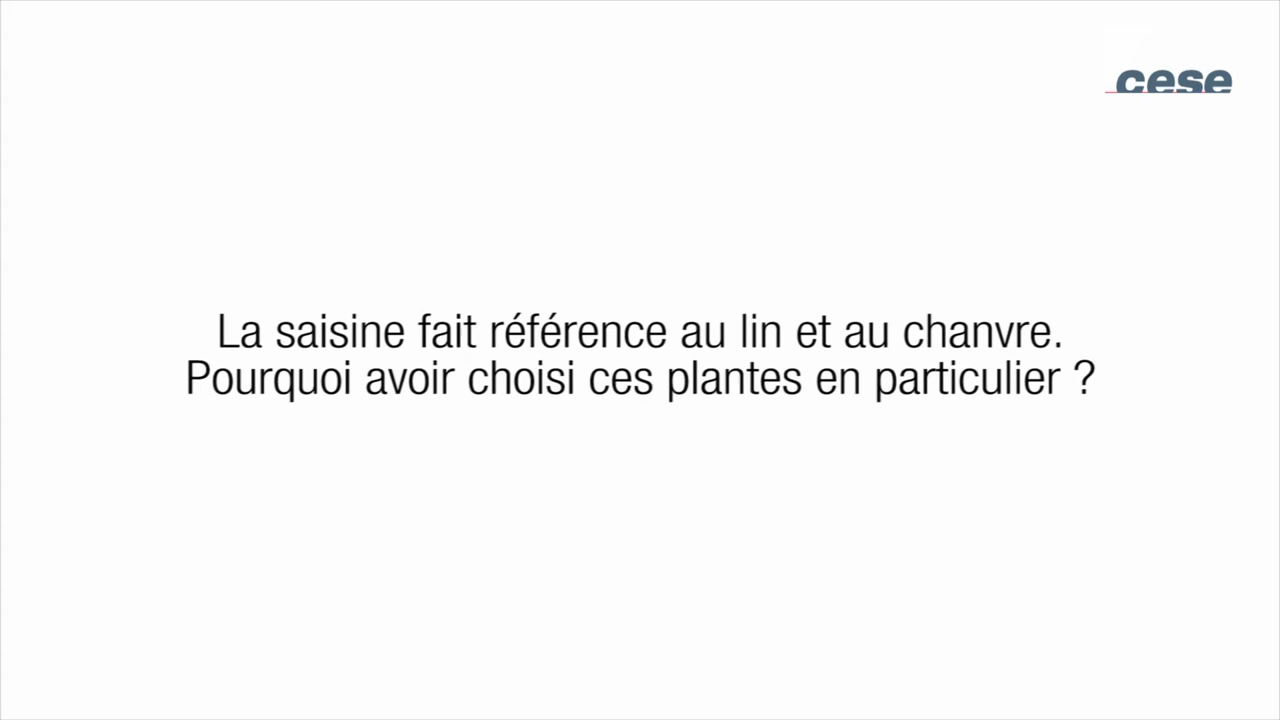 cese
La saisine fait référence au lin et au chanvre.
Pourquoi avoir choisi ces plantes en particulier ?